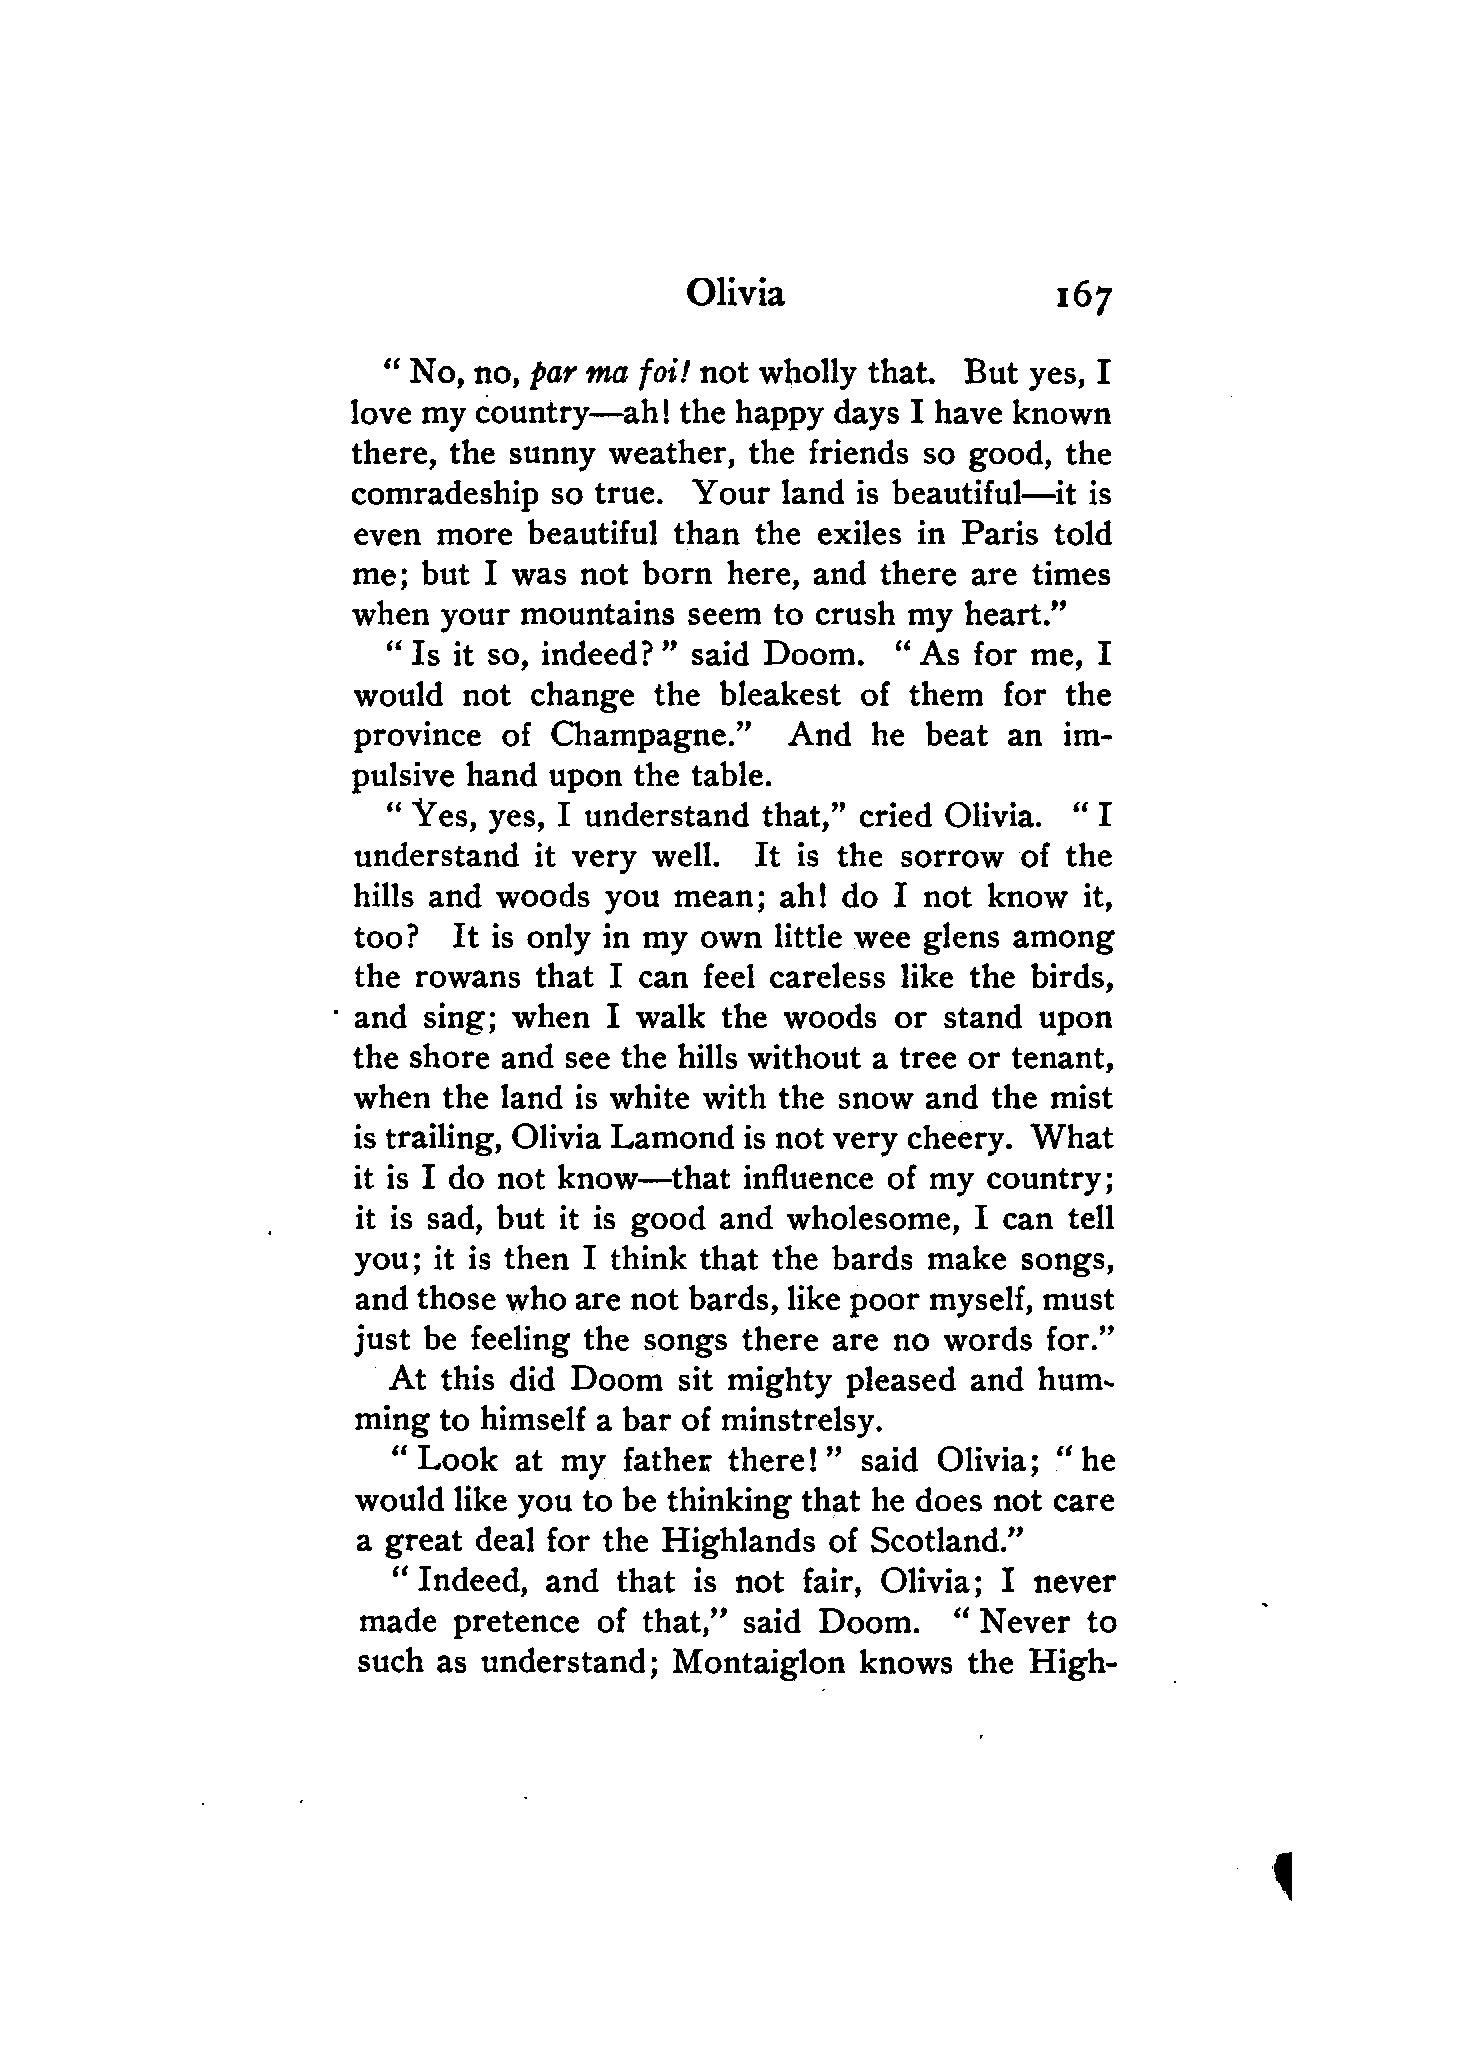 Olivia 167
“ No, no, par ma foi! not wholly that. But yes, I
love my country—ah! the happy days I have known
there, the sunny weather, the friends so good, the
comradeship so true. Your land is beautiful—it is
even more beautiful than the exiles in Paris told
me; but I was not born here, and there are times
when your mountains seem to crush my heart.”
“ Is it so, indeed? ” said Doom. “ As for me, I
would not change the bleakest of them for the
province of Champagne.” And he beat an im-
pulsive hand upon the table.
“ Yes, yes, I understand that,” cried Olivia. “ I
understand it very well. It is the sorrow of the
hills and woods you mean; ah! do I not know it,
too? It is only in my own little wee glens among
the rowans that I can feel careless like the birds,
and sing; when I walk the woods or stand upon
the shore and see the hills without a tree or tenant,
when the land is white with the snow and the mist
is trailing, Olivia Lamond is not very cheery. What
it is I do not know—that influence of my country;
it is sad, but it is good and wholesome, I can tell
you; it is then I think that the bards make songs,
and those who are not bards, like poor myself, must
just be feeling the songs there are no words for.”
At this did Doom sit mighty pleased and hum-
ming to himself a bar of minstrelsy.
“ Look at my father there! ” said Olivia; “ he
would like you to be thinking that he does not care
a great deal for the Highlands of Scotland.”
“ Indeed, and that is not fair, Olivia; I never
made pretence of that,” said Doom. “ Never to
such as understand; Montaiglon knows the High-